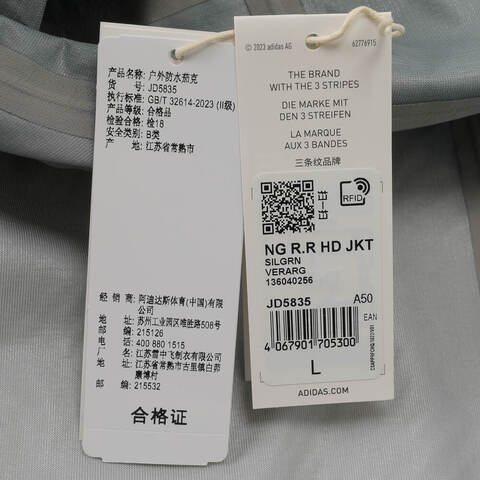 产品名称: 户外防水茄克
货 号: JD5835
执行标准: GB/T 32614-2023 (II级)
产品等级: 合格品
检验合格: 检18
安全类别: B类
产 地: 江苏省常熟市
经 销 商: 阿迪达斯体育(中国)有限公司
地 址: 苏州工业园区唯胜路508号
邮 编: 215126
电 话: 400 880 1515
厂 名: 江苏雷中飞制衣有限公司
地 址: 江苏省常熟市古里镇白茆
康博村
邮 编: 215532
合格证
© 2023 adidas AG
62776915
THE BRAND
WITH THE 3 STRIPES
DIE MARKE MIT
DEN 3 STREIFEN
LA MARQUE
AUX 3 BANDES
三条纹品牌
扫一扫
RFID
NG R.R HD JKT
SILGRN
VERARG
136040256
JD5835 A50
EAN
4 067901 705300
L
ADIDAS.COM